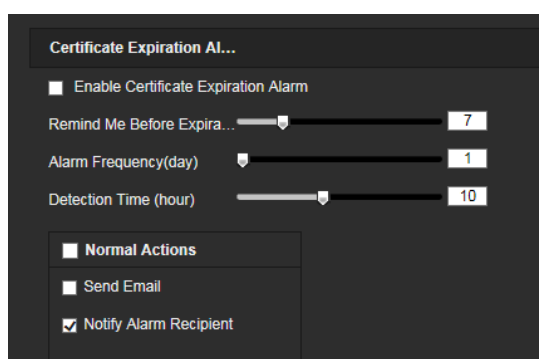 Certificate Expiration Al...
Enable Certificate Expiration Alarm
Remind Me Before Expira... 7
Alarm Frequency(day) 1
Detection Time (hour) 10
Normal Actions
Send Email
Notify Alarm Recipient